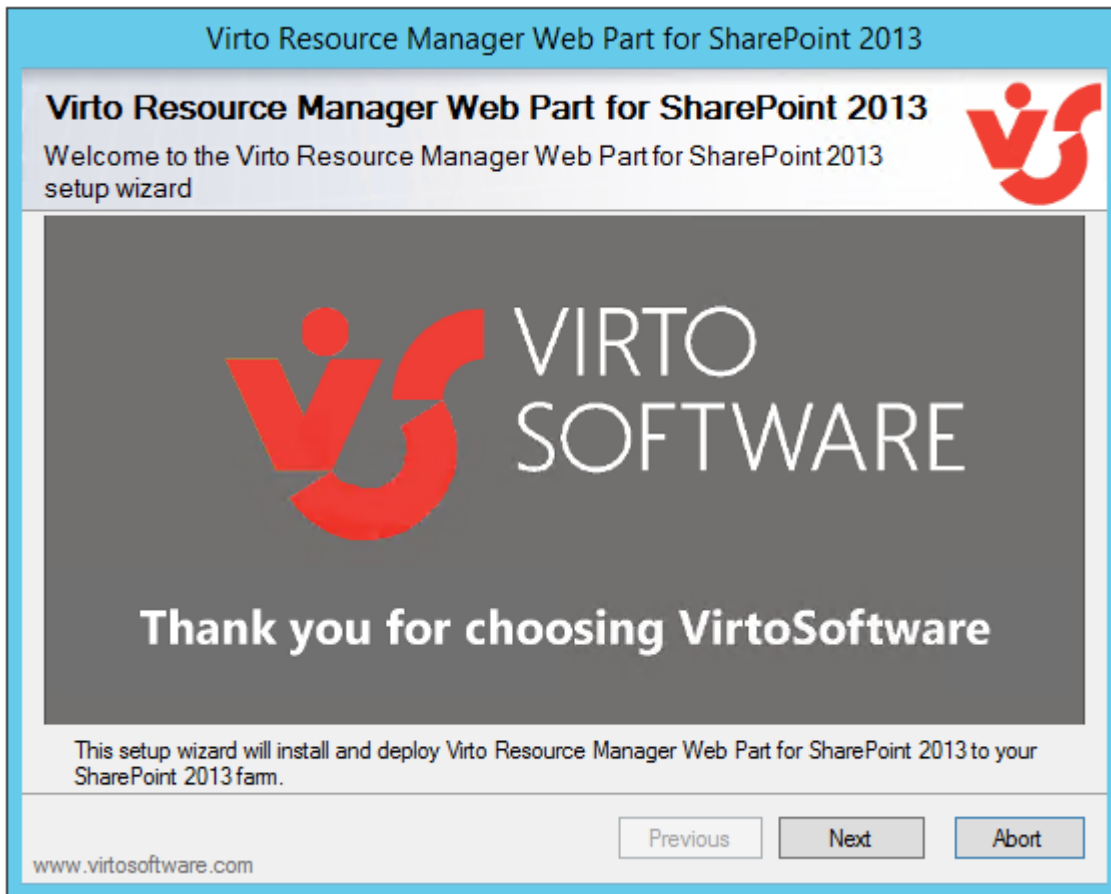 Virto Resource Manager Web Part for SharePoint 2013
Virto Resource Manager Web Part for SharePoint 2013
Welcome to the Virto Resource Manager Web Part for SharePoint 2013
setup wizard
VIRTO
SOFTWARE
Thank you for choosing VirtoSoftware
This setup wizard will install and deploy Virto Resource Manager Web Part for SharePoint 2013 to your
SharePoint 2013 farm.
Previous Next Abort
www.virtosoftware.com